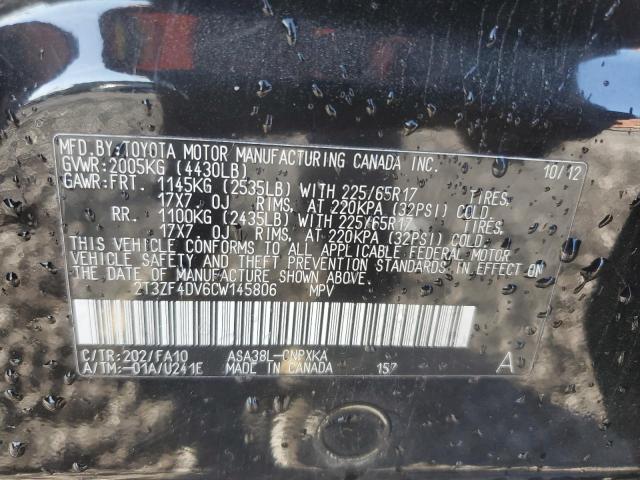 MFD.BY:TOYOTA MOTOR MANUFACTURING CANADA INC. 10/12
GVWR:2005KG (4430LB)
GAWR:FRT. 1145KG (2535LB) WITH 225/65R17 TIRES,
17X7.0J RIMS, AT 220KPA (32PSI) COLD.
RR. 1100KG (2435LB) WITH 225/65R17 TIRES,
17X7.0J RIMS, AT 220KPA (32PSI) COLD.
THIS VEHICLE CONFORMS TO ALL APPLICABLE FEDERAL MOTOR
VEHICLE SAFETY AND THEFT PREVENTION STANDARDS IN EFFECT
ON THE DATE OF MANUFACTURE SHOWN ABOVE.
2T3ZF4DV6CW145806 MPV
C/TR:202/FA10 ASA38L-CNPXKA
A/TM:-01A/U241E MADE IN CANADA 157 A